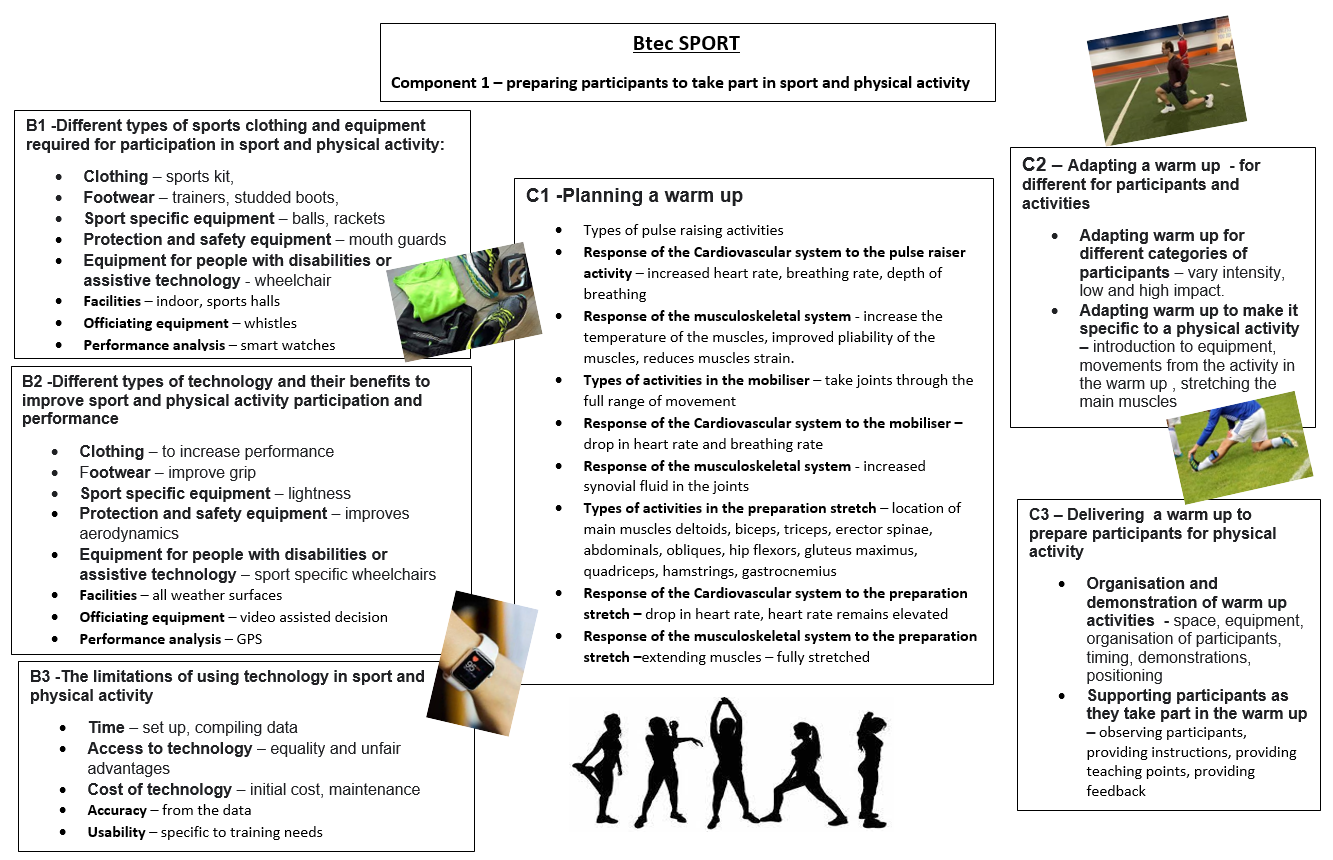 Btec SPORT
Component 1 – preparing participants to take part in sport and physical activity
B1 -Different types of sports clothing and equipment
required for participation in sport and physical activity:
• Clothing – sports kit,
• Footwear – trainers, studded boots,
• Sport specific equipment – balls, rackets
• Protection and safety equipment – mouth guards
• Equipment for people with disabilities or
assistive technology - wheelchair
• Facilities – indoor, sports halls
• Officiating equipment – whistles
• Performance analysis – smart watches
B2 -Different types of technology and their benefits to
improve sport and physical activity participation and
performance
• Clothing – to increase performance
• Footwear – improve grip
• Sport specific equipment – lightness
• Protection and safety equipment – improves
aerodynamics
• Equipment for people with disabilities or
assistive technology – sport specific wheelchairs
• Facilities – all weather surfaces
• Officiating equipment – video assisted decision
• Performance analysis – GPS
B3 -The limitations of using technology in sport and
physical activity
• Time – set up, compiling data
• Access to technology – equality and unfair
advantages
• Cost of technology – initial cost, maintenance
• Accuracy – from the data
• Usability – specific to training needs
C1 -Planning a warm up
• Types of pulse raising activities
• Response of the Cardiovascular system to the pulse raiser
activity – increased heart rate, breathing rate, depth of
breathing
• Response of the musculoskeletal system - increase the
temperature of the muscles, improved pliability of the
muscles, reduces muscles strain.
• Types of activities in the mobiliser – take joints through the
full range of movement
• Response of the Cardiovascular system to the mobiliser –
drop in heart rate and breathing rate
• Response of the musculoskeletal system - increased
synovial fluid in the joints
• Types of activities in the preparation stretch – location of
main muscles deltoids, biceps, triceps, erector spinae,
abdominals, obliques, hip flexors, gluteus maximus,
quadriceps, hamstrings, gastrocnemius
• Response of the Cardiovascular system to the preparation
stretch – drop in heart rate, heart rate remains elevated
• Response of the musculoskeletal system to the preparation
stretch –extending muscles – fully stretched
C2 – Adapting a warm up - for
different for participants and
activities
• Adapting warm up for
different categories of
participants – vary intensity,
low and high impact.
• Adapting warm up to make it
specific to a physical activity
– introduction to equipment,
movements from the activity in
the warm up , stretching the
main muscles
C3 – Delivering a warm up to
prepare participants for physical
activity
• Organisation and
demonstration of warm up
activities - space, equipment,
organisation of participants,
timing, demonstrations,
positioning
• Supporting participants as
they take part in the warm up
– observing participants,
providing instructions, providing
teaching points, providing
feedback